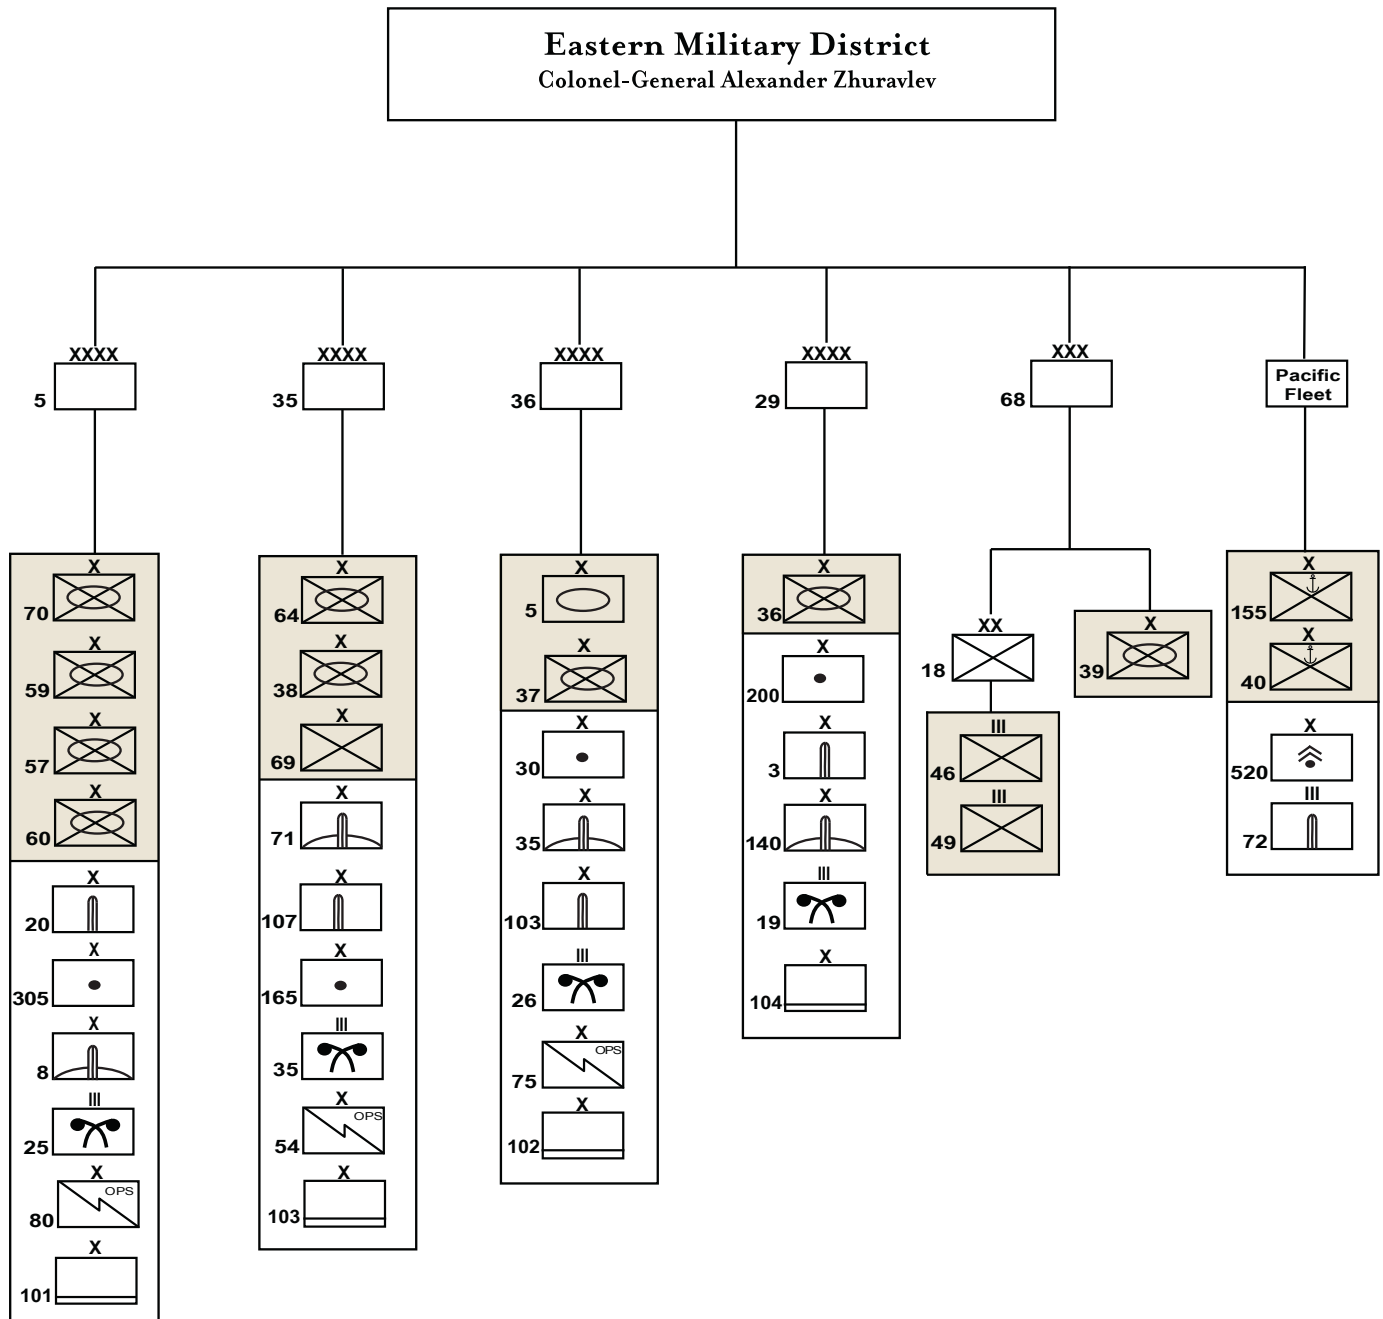 Eastern Military District
Colonel-General Alexander Zhuravlev
XXXX
5
XXXX
35
XXXX
36
XXXX
29
XXX
68
Pacific
Fleet
X
70
X
59
X
57
X
60
X
20
X
305
X
8
III
25
X
OPS
80
X
101
X
64
X
38
X
69
X
71
X
107
X
165
III
35
X
OPS
54
X
103
X
5
X
37
X
30
X
35
X
103
III
26
X
OPS
75
X
102
X
36
X
200
X
3
X
140
III
19
X
104
XX
18
III
46
III
49
X
39
X
155
X
40
X
520
III
72